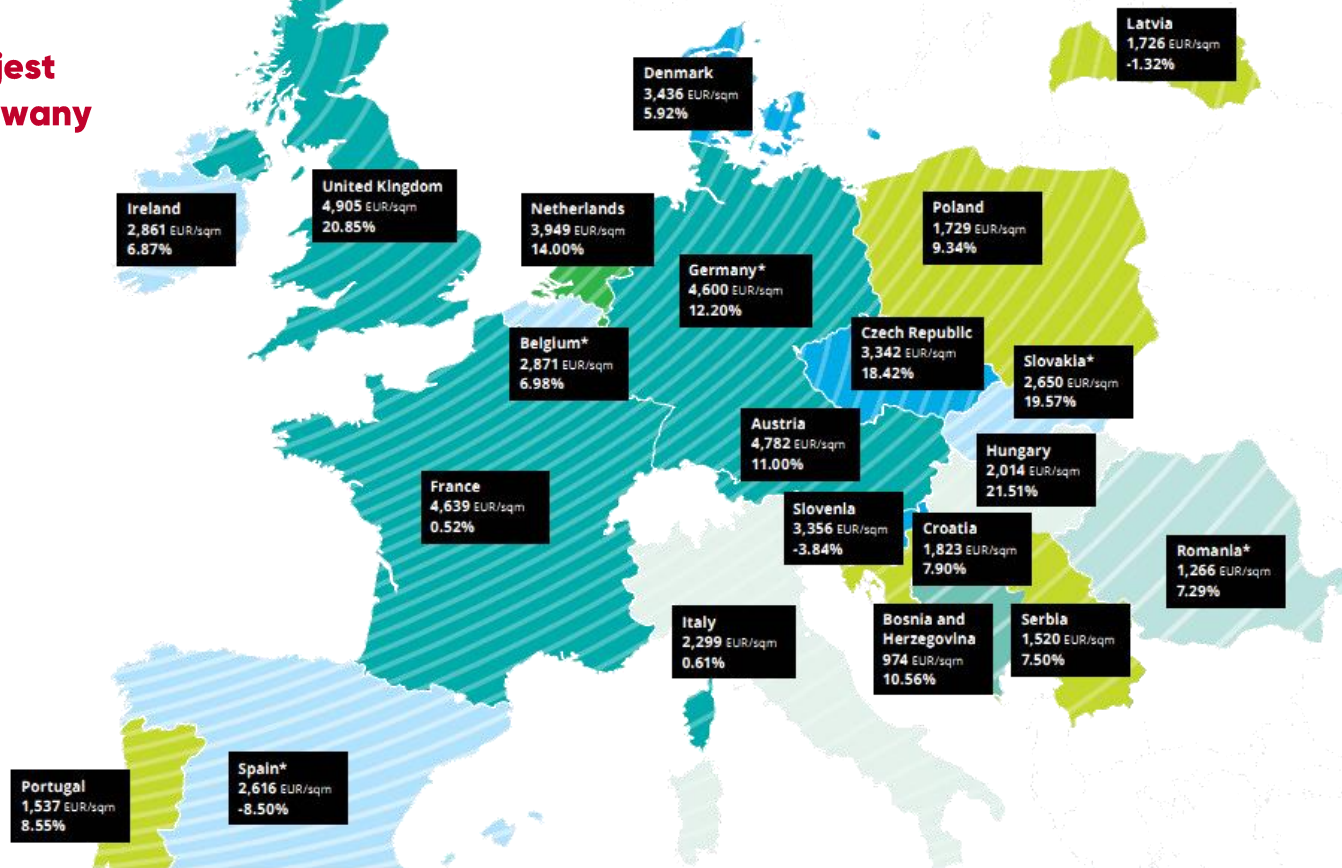 jest
wany
Latvia
1,726 EUR/sqm
-1.32%
Denmark
3,436 EUR/sqm
5.92%
United Kingdom
4,905 EUR/sqm
20.85%
Ireland
2,861 EUR/sqm
6.87%
Netherlands
3,949 EUR/sqm
14.00%
Poland
1,729 EUR/sqm
9.34%
Germany*
4,600 EUR/sqm
12.20%
Czech Republic
3,342 EUR/sqm
18.42%
Belgium*
2,871 EUR/sqm
6.98%
Slovakia*
2,650 EUR/sqm
19.57%
Austria
4,782 EUR/sqm
11.00%
Hungary
2,014 EUR/sqm
21.51%
France
4,639 EUR/sqm
0.52%
Slovenia
3,356 EUR/sqm
-3.84%
Croatia
1,823 EUR/sqm
7.90%
Romania*
1,266 EUR/sqm
7.29%
Italy
2,299 EUR/sqm
0.61%
Bosnia and
Herzegovina
974 EUR/sqm
10.56%
Serbia
1,520 EUR/sqm
7.50%
Spain*
2,616 EUR/sqm
-8.50%
Portugal
1,537 EUR/sqm
8.55%